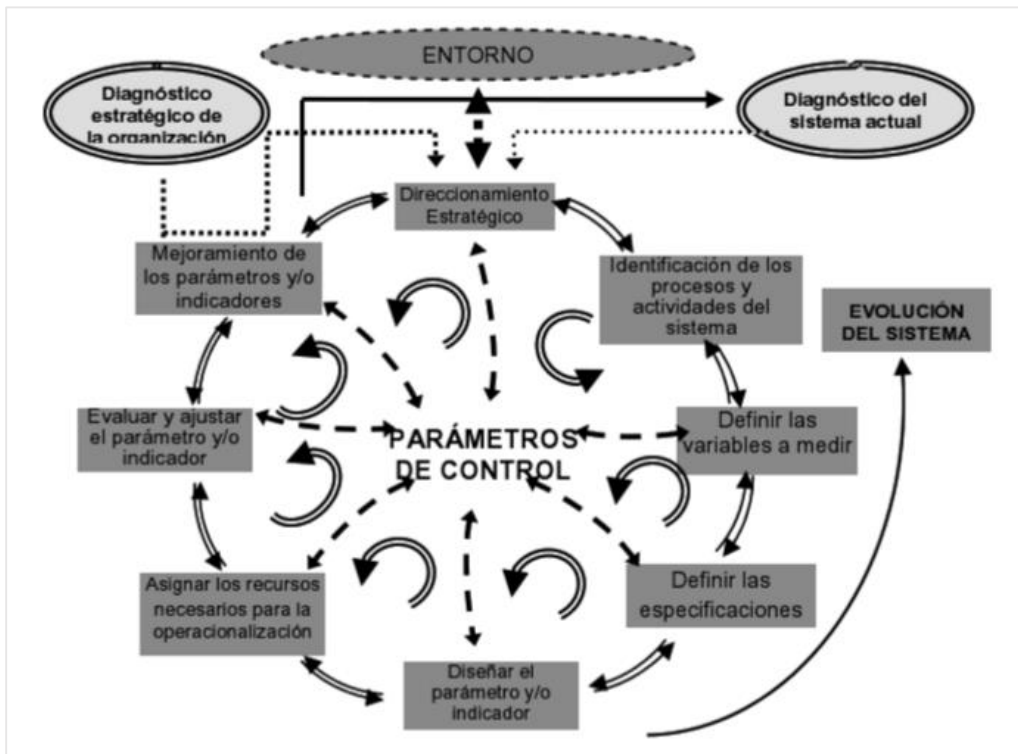 ENTORNO
Diagnóstico
estratégico de
la organización
Diagnóstico del
sistema actual
Direccionamiento
Estratégico
Mejoramiento de
los parámetros y/o
indicadores
Identificación de los
procesos y
actividades del
sistema
EVOLUCIÓN
DEL SISTEMA
Evaluar y ajustar
el parámetro y/o
indicador
PARÁMETROS
DE CONTROL
Definir las
variables a medir
Asignar los recursos
necesarios para la
operacionalización
Definir las
especificaciones
Diseñar el
parámetro y/o
indicador